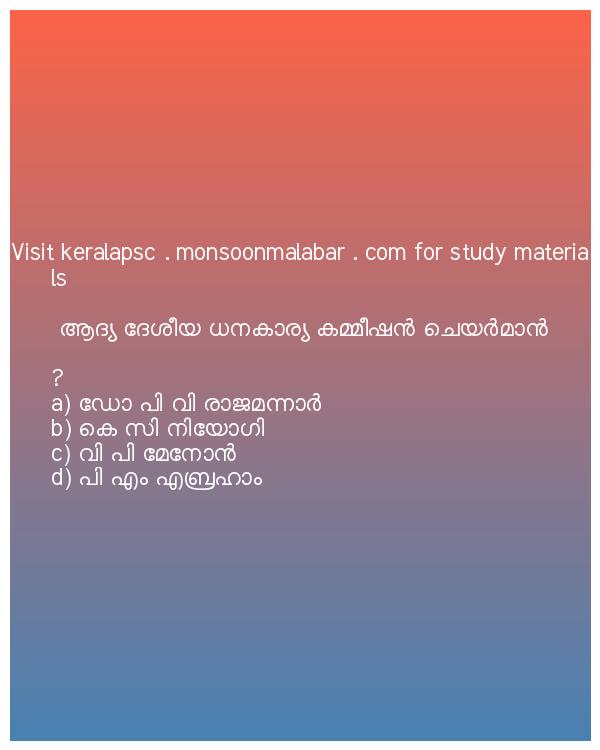 Visit keralapsc . monsoonmalabar . com for study materia
ls
ആദ്യ ദേശീയ ധനകാര്യ കമ്മീഷൻ ചെയർമാൻ
?
a) ഡോ പി വി രാജമന്നാർ
b) കെ സി നിയോഗി
c) വി പി മേനോൻ
d) പി എം എബ്രഹാം